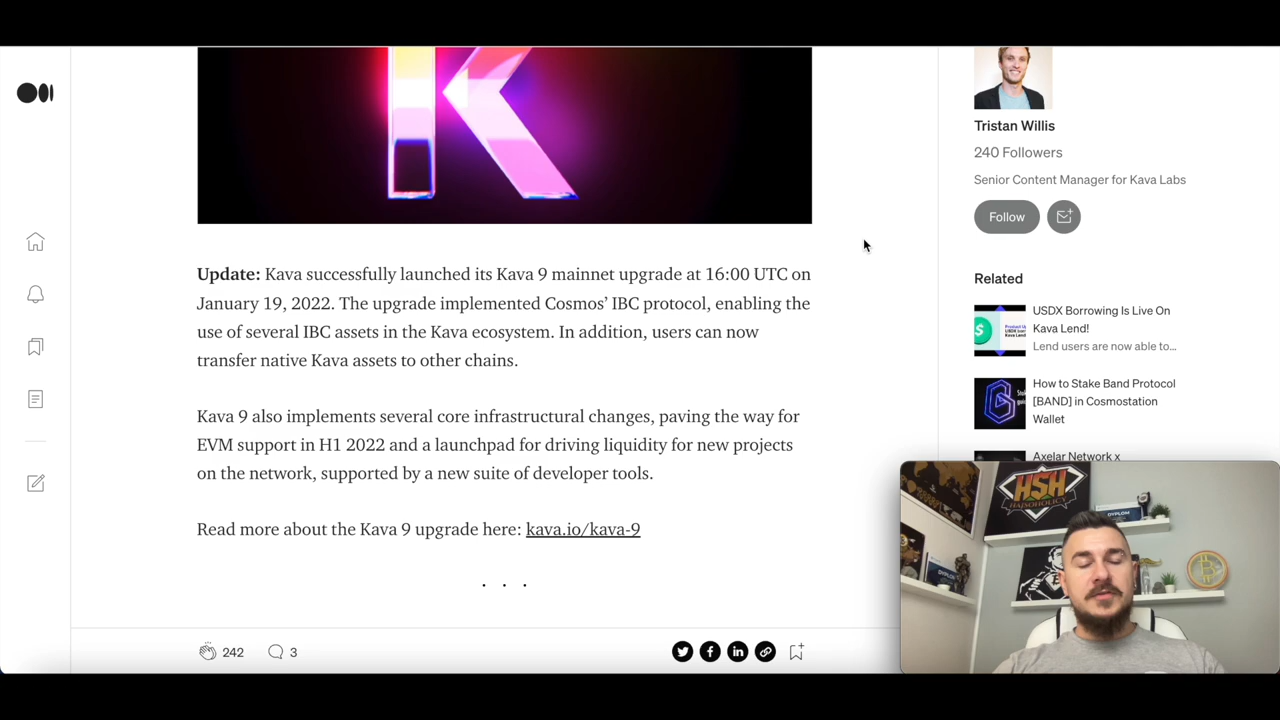 K
Tristan Willis
240 Followers
Senior Content Manager for Kava Labs
Follow
Update: Kava successfully launched its Kava 9 mainnet upgrade at 16:00 UTC on
January 19, 2022. The upgrade implemented Cosmos’ IBC protocol, enabling the
use of several IBC assets in the Kava ecosystem. In addition, users can now
transfer native Kava assets to other chains.
Kava 9 also implements several core infrastructural changes, paving the way for
EVM support in H1 2022 and a launchpad for driving liquidity for new projects
on the network, supported by a new suite of developer tools.
Read more about the Kava 9 upgrade here: kava.io/kava-9
. . .
242
3
Related
USDX Borrowing Is Live On
Kava Lend!
Lend users are now able to...
How to Stake Band Protocol
[BAND] in Cosmostation
Wallet
Axelar Network x
HSH
HAJSOHOLICY
DYPLOM
DYPLOM